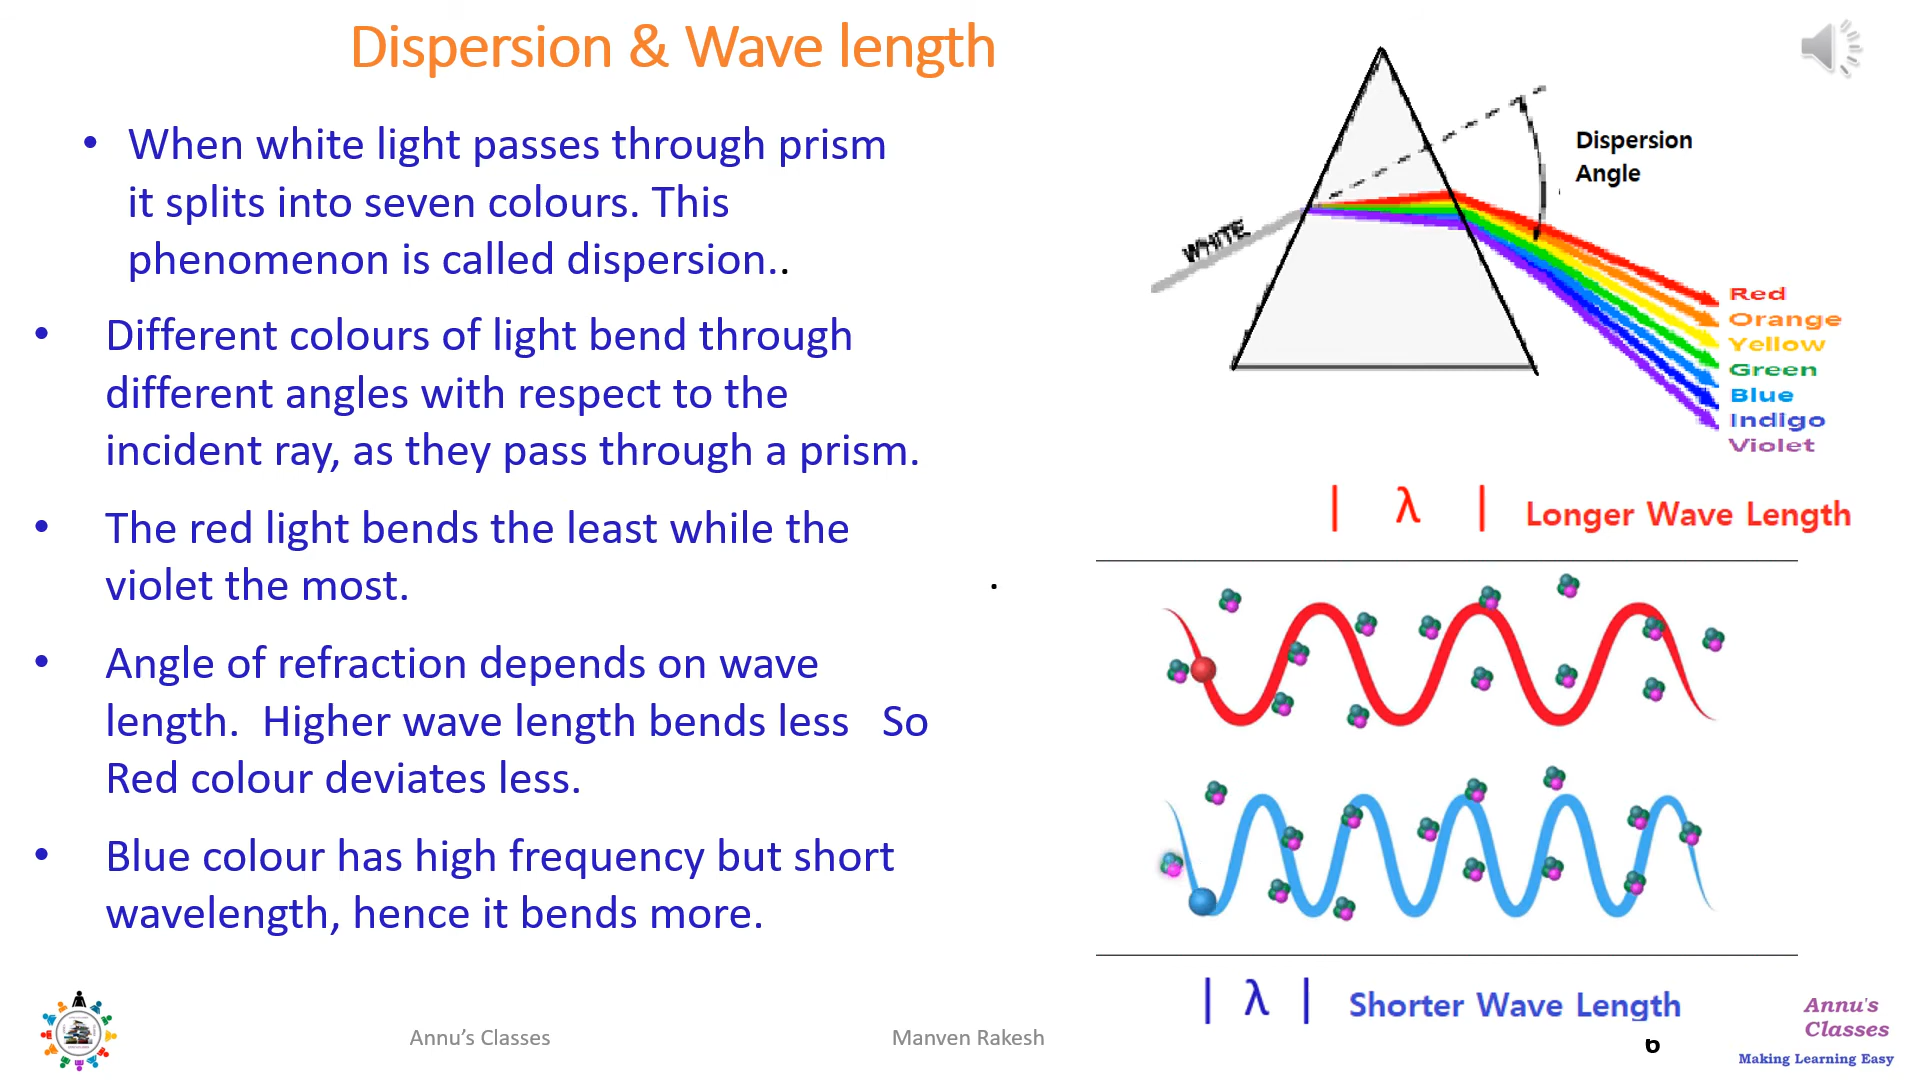 Dispersion & Wave length
• When white light passes through prism
it splits into seven colours. This
phenomenon is called dispersion..
• Different colours of light bend through
different angles with respect to the
incident ray, as they pass through a prism.
• The red light bends the least while the
violet the most.
• Angle of refraction depends on wave
length.  Higher wave length bends less   So
Red colour deviates less.
• Blue colour has high frequency but short
wavelength, hence it bends more.
Dispersion
Angle
WHITE
Red
Orange
Yellow
Green
Blue
Indigo
Violet
| λ | Longer Wave Length
.
| λ | Shorter Wave Length
Annu’s Classes
Manven Rakesh
6
Annu's
Classes
Making Learning Easy